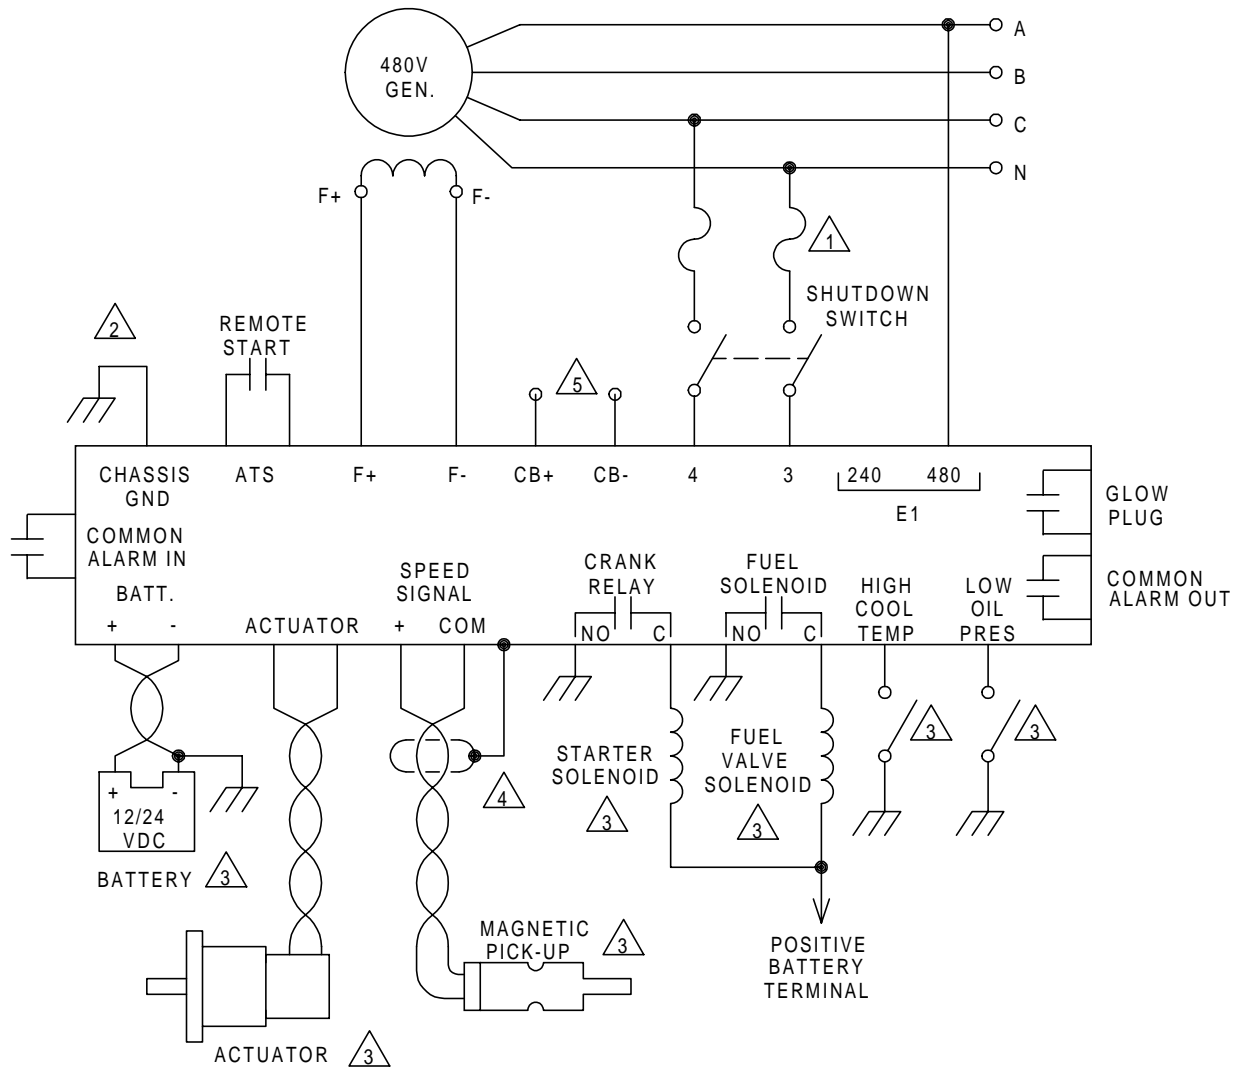 A
480V
GEN.
B
C
N
F+
F-
1
SHUTDOWN
SWITCH
2
REMOTE
START
5
CHASSIS
GND
ATS
F+
F-
CB+
CB-
4
3
240
480
E1
GLOW
PLUG
COMMON
ALARM IN
BATT.
+
-
ACTUATOR
SPEED
SIGNAL
+
COM
CRANK
RELAY
NO
C
FUEL
SOLENOID
NO
C
HIGH
COOL
TEMP
LOW
OIL
PRES
COMMON
ALARM OUT
+
-
12/24
VDC
BATTERY
3
4
STARTER
SOLENOID
3
FUEL
VALVE
SOLENOID
3
3
3
MAGNETIC
PICK-UP
3
POSITIVE
BATTERY
TERMINAL
ACTUATOR
3